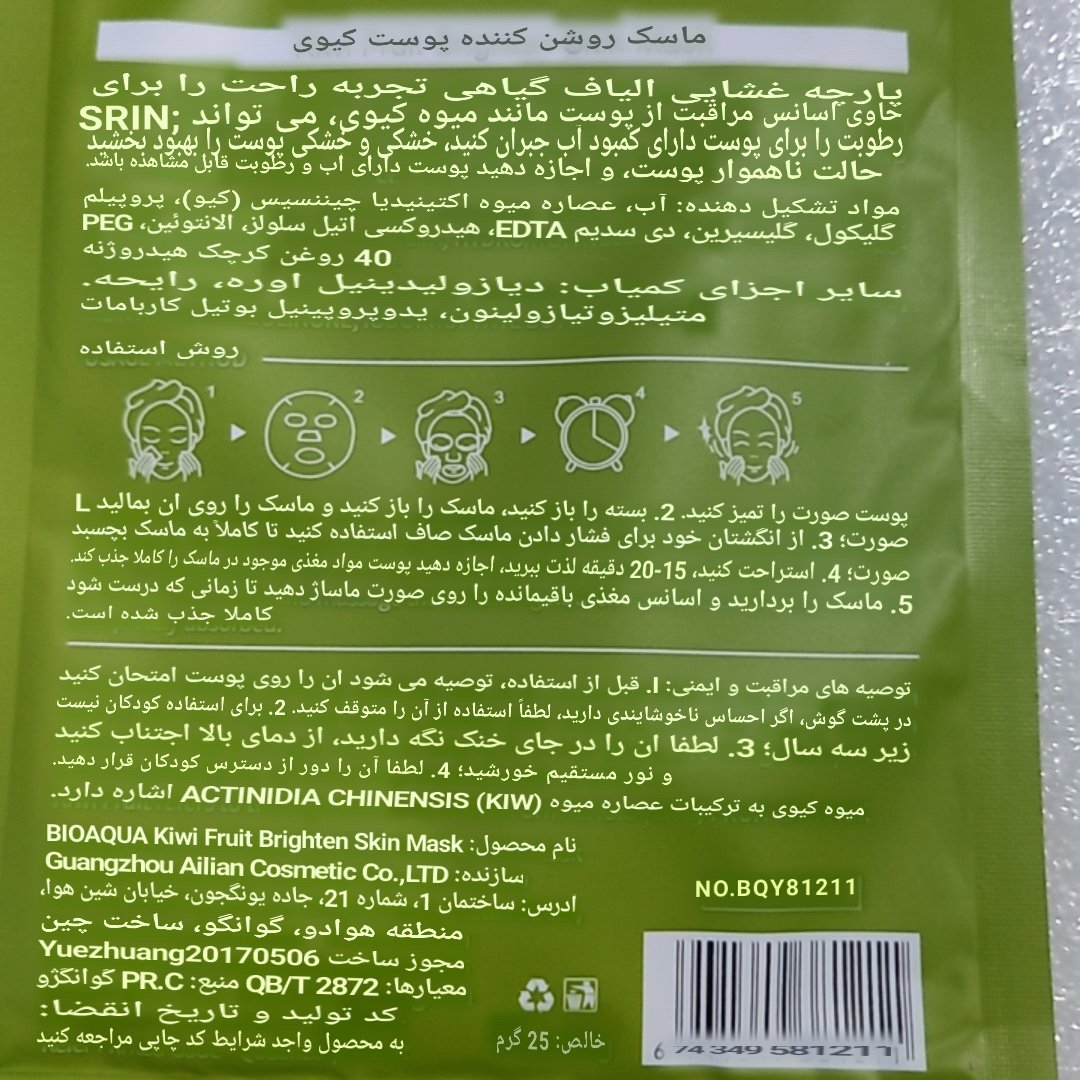 ماسک روشن کننده پوست کیوی
پارچه غشایی الیاف گیاهی تجربه راحت را برای
SRIN; حاوی اسانس مراقبت از پوست مانند میوه کیوی، می تواند
رطوبت را برای پوست دارای کمبود آب جبران کنید، خشکی و خشکی پوست را بهبود بخشید
حالت ناهموار پوست، و اجازه دهید پوست دارای آب و رطوبت قابل مشاهده باشد.
مواد تشکیل دهنده: آب، عصاره میوه اکتینیدیا چیننسیس (کیو)، پروپیلم
گلیکول، گلیسیرین، دی سدیم EDTA، هیدروکسی اتیل سلولز، الانتوئین، PEG
40 روغن کرچک هیدروژنه
سایر اجزای کمیاب: دیازولیدینیل اوره، رایحه.
متیلیزوتیازولینون، یدوپروپینیل بوتیل کاربامات
روش استفاده
1 2 3 4 5
پوست صورت را تمیز کنید. 2. بسته را باز کنید، ماسک را باز کنید و ماسک را روی ان بمالید L
صورت؛ 3. از انگشتان خود برای فشار دادن ماسک صاف استفاده کنید تا کاملاً به ماسک بچسبد
صورت؛ 4. استراحت کنید، 15-20 دقیقه لذت ببرید، اجازه دهید پوست مواد مغذی موجود در ماسک را کاملا جذب کند.
5. ماسک را بردارید و اسانس مغذی باقیمانده را روی صورت ماساژ دهید تا زمانی که درست شود
کاملا جذب شده است.
توصیه های مراقبت و ایمنی: I. قبل از استفاده، توصیه می شود ان را روی پوست امتحان کنید
در پشت گوش، اگر احساس ناخوشایندی دارید، لطفاً استفاده از آن را متوقف کنید. 2. برای استفاده کودکان نیست
زیر سه سال؛ 3. لطفا ان را در جای خنک نگه دارید، از دمای بالا اجتناب کنید
و نور مستقیم خورشید؛ 4. لطفا آن را دور از دسترس کودکان قرار دهید.
میوه کیوی به ترکیبات عصاره میوه ACTINIDIA CHINENSIS (KIW) اشاره دارد.
نام محصول: BIOAQUA Kiwi Fruit Brighten Skin Mask
سازنده: Guangzhou Ailian Cosmetic Co.,LTD
ادرس: ساختمان 1، شماره 21، جاده یونگجون، خیابان شین هوا،
منطقه هوادو، گوانگو، ساخت چین
مجوز ساخت Yuezhuang20170506
معیارها: QB/T 2872 منبع: PR.C گوانگژو
کد تولید و تاریخ انقضا:
به محصول واجد شرایط کد چاپی مراجعه کنید
خالص: 25 گرم
NO.BQY81211
6 74349 581211